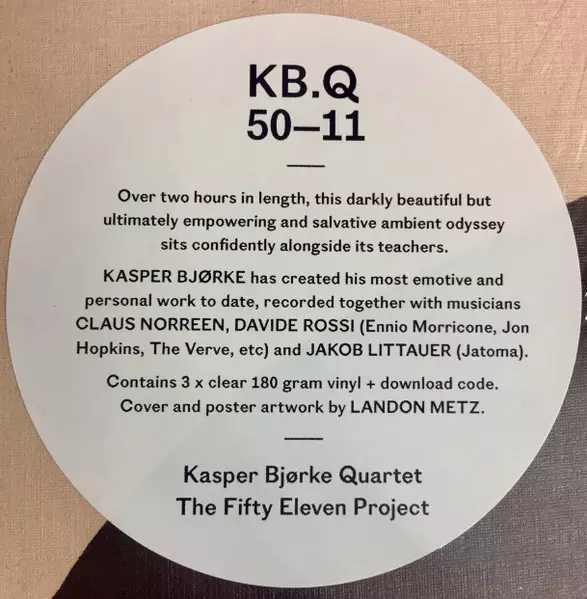 KB.Q
50—11
Over two hours in length, this darkly beautiful but
ultimately empowering and salvative ambient odyssey
sits confidently alongside its teachers.
KASPER BJØRKE has created his most emotive and
personal work to date, recorded together with musicians
CLAUS NORREEN, DAVIDE ROSSI (Ennio Morricone, Jon
Hopkins, The Verve, etc) and JAKOB LITTAUER (Jatoma).
Contains 3 x clear 180 gram vinyl + download code.
Cover and poster artwork by LANDON METZ.
Kasper Bjørke Quartet
The Fifty Eleven Project